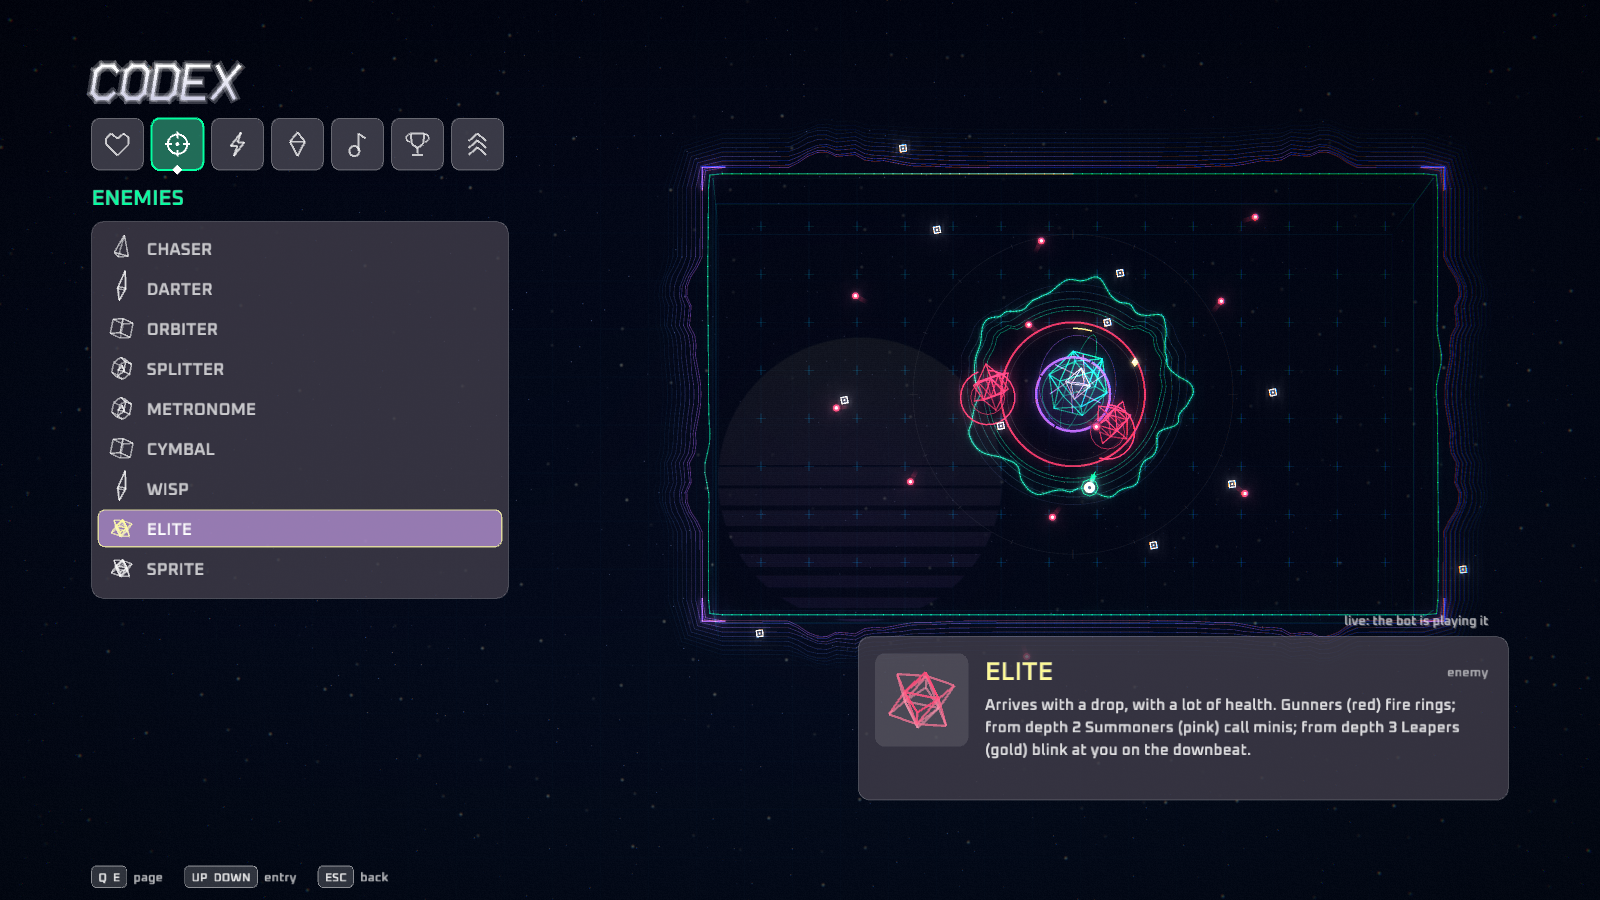 CODEX
ENEMIES
CHASER
DARTER
ORBITER
SPLITTER
METRONOME
CYMBAL
WISP
ELITE
SPRITE
live: the bot is playing it
ELITE
enemy
Arrives with a drop, with a lot of health. Gunners (red) fire rings;
from depth 2 Summoners (pink) call minis; from depth 3 Leapers
(gold) blink at you on the downbeat.
Q E page UP DOWN entry ESC back